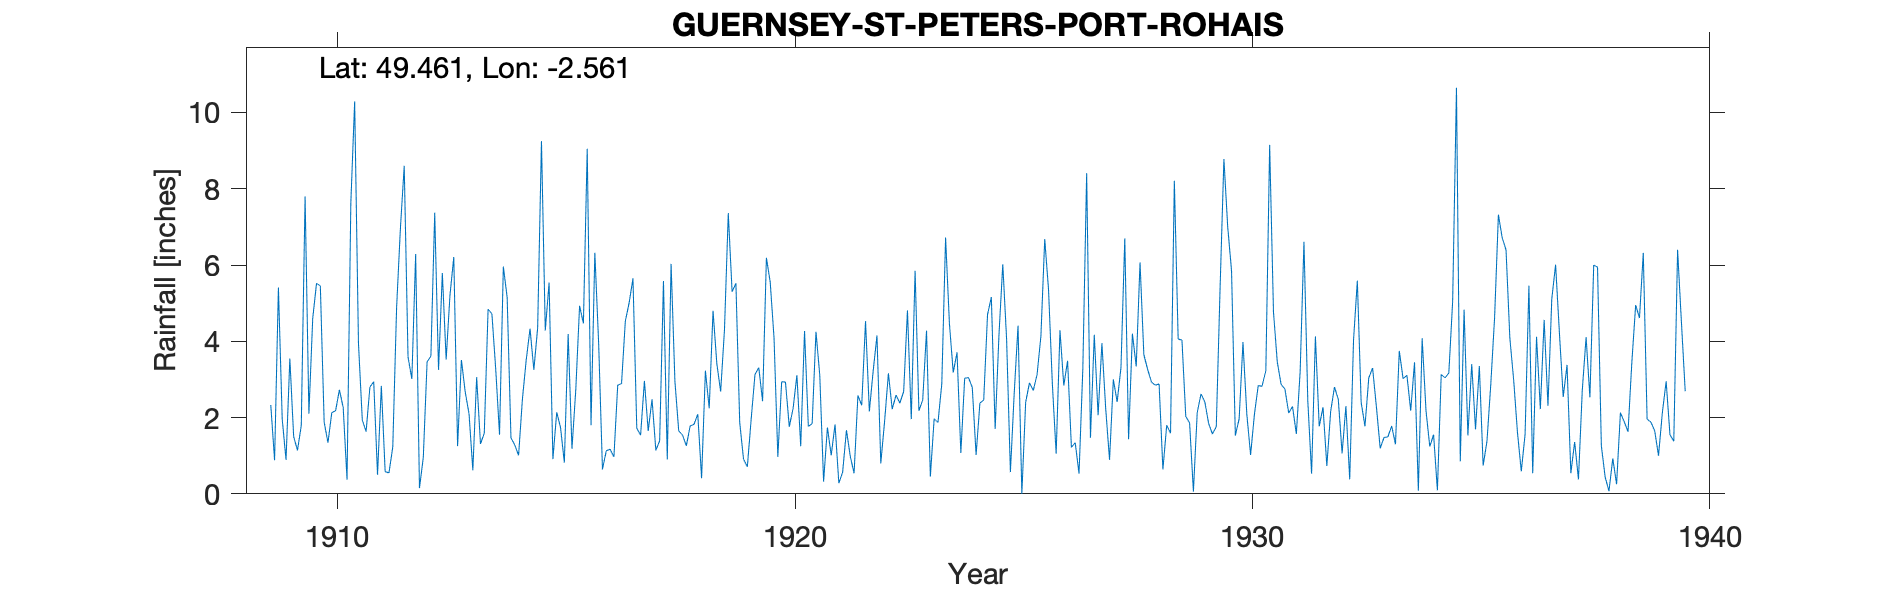 GUERNSEY-ST-PETERS-PORT-ROHAIS
Lat: 49.461, Lon: -2.561
Rainfall [inches]
10
8
6
4
2
0
1910 1920 1930 1940
Year